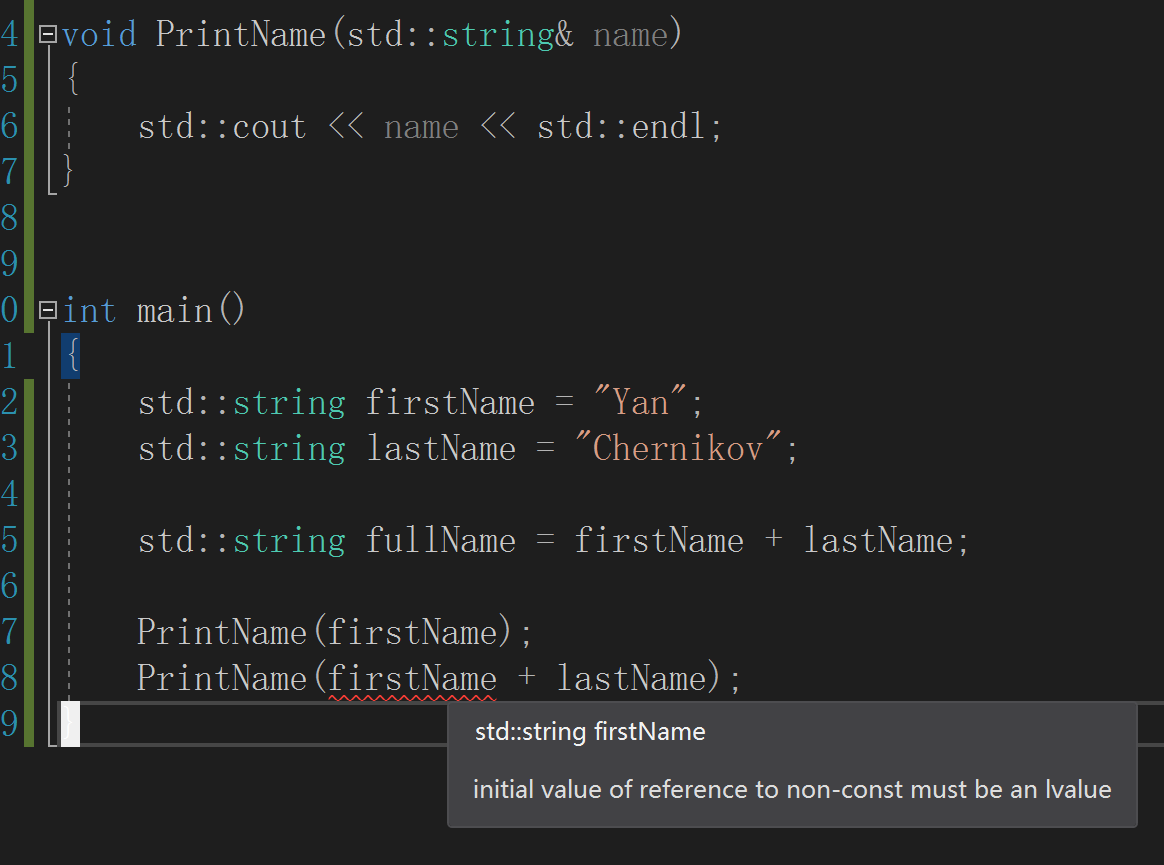 4 void PrintName(std::string& name)
5 {
6 std::cout << name << std::endl;
7 }
8
9
0 int main()
1 {
2 std::string firstName = "Yan";
3 std::string lastName = "Chernikov";
4
5 std::string fullName = firstName + lastName;
6
7 PrintName(firstName);
8 PrintName(firstName + lastName);
9 }
std::string firstName
initial value of reference to non-const must be an lvalue